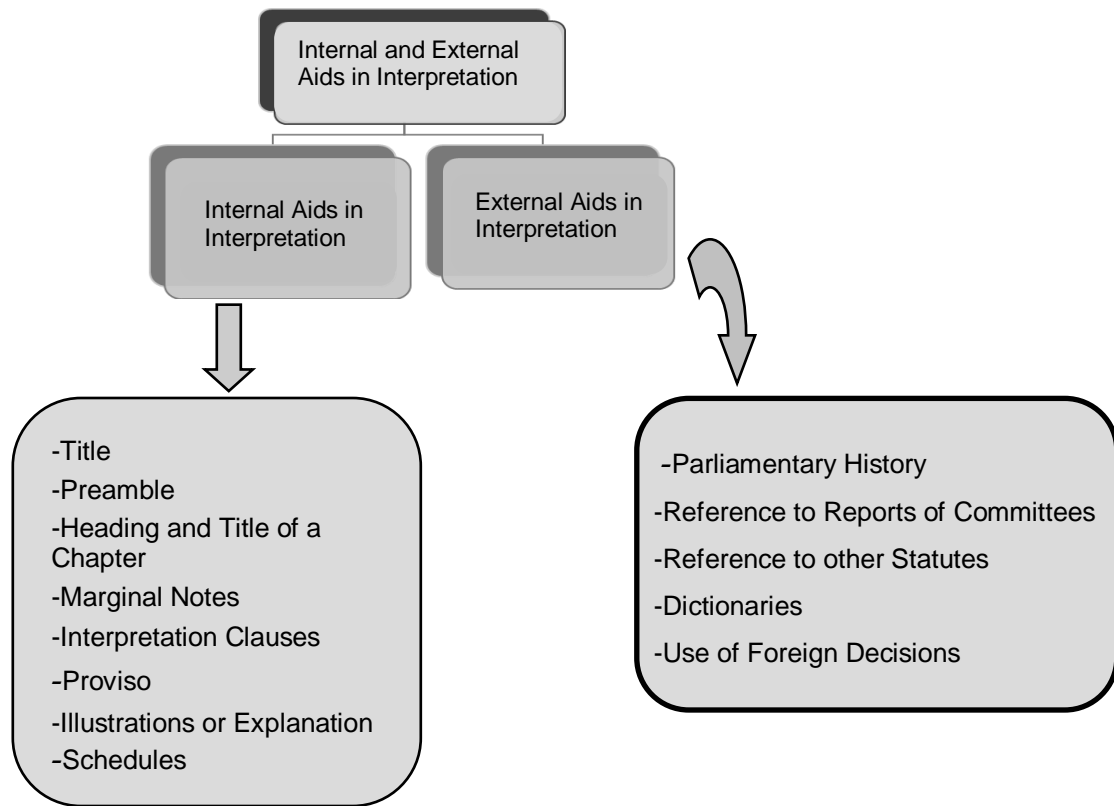 Internal and External
Aids in Interpretation
Internal Aids in
Interpretation
External Aids in
Interpretation
-Title
-Preamble
-Heading and Title of a
Chapter
-Marginal Notes
-Interpretation Clauses
-Proviso
-Illustrations or Explanation
-Schedules
-Parliamentary History
-Reference to Reports of Committees
-Reference to other Statutes
-Dictionaries
-Use of Foreign Decisions